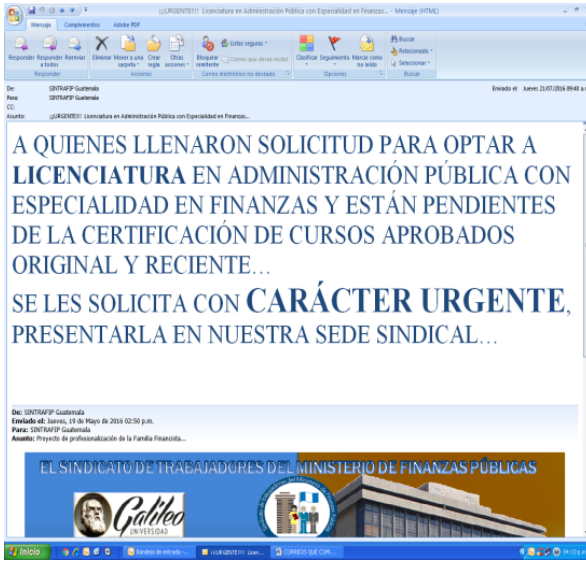 ¡¡¡URGENTE!!! Licenciatura en Administración Pública con Especialidad en Finanzas... - Mensaje (HTML)
Mensaje Complementos Adobe PDF
Responder Responder a todos Reenviar
Eliminar Mover a una carpeta Crear regla Otras acciones
Bloquear remitente Listas seguras Correo que desea recibir
Clasificar Seguimiento Marcar como no leído
Buscar Relacionado Seleccionar
Responder Acciones Correo electrónico no deseado Opciones Buscar
De: SINTRAFIP Guatemala Enviado el: Jueves 21/07/2016 09:40 a.
Para: SINTRAFIP Guatemala
CC:
Asunto: ¡¡¡URGENTE!!! Licenciatura en Administración Pública con Especialidad en Finanzas...
A QUIENES LLENARON SOLICITUD PARA OPTAR A
LICENCIATURA EN ADMINISTRACIÓN PÚBLICA CON
ESPECIALIDAD EN FINANZAS Y ESTÁN PENDIENTES
DE LA CERTIFICACIÓN DE CURSOS APROBADOS
ORIGINAL Y RECIENTE...
SE LES SOLICITA CON CARÁCTER URGENTE,
PRESENTARLA EN NUESTRA SEDE SINDICAL...
De: SINTRAFIP Guatemala
Enviado el: Jueves, 19 de Mayo de 2016 02:50 p.m.
Para: SINTRAFIP Guatemala
Asunto: Proyecto de profesionalización de la Familia Financista...
EL SINDICATO DE TRABAJADORES DEL MINISTERIO DE FINANZAS PÚBLICAS
Galileo
UNIVERSIDAD
Inicio Bandeja de entrada -... ¡¡¡URGENTE!!! Licen... CORREOS QUE COM... 04:10 p.m.